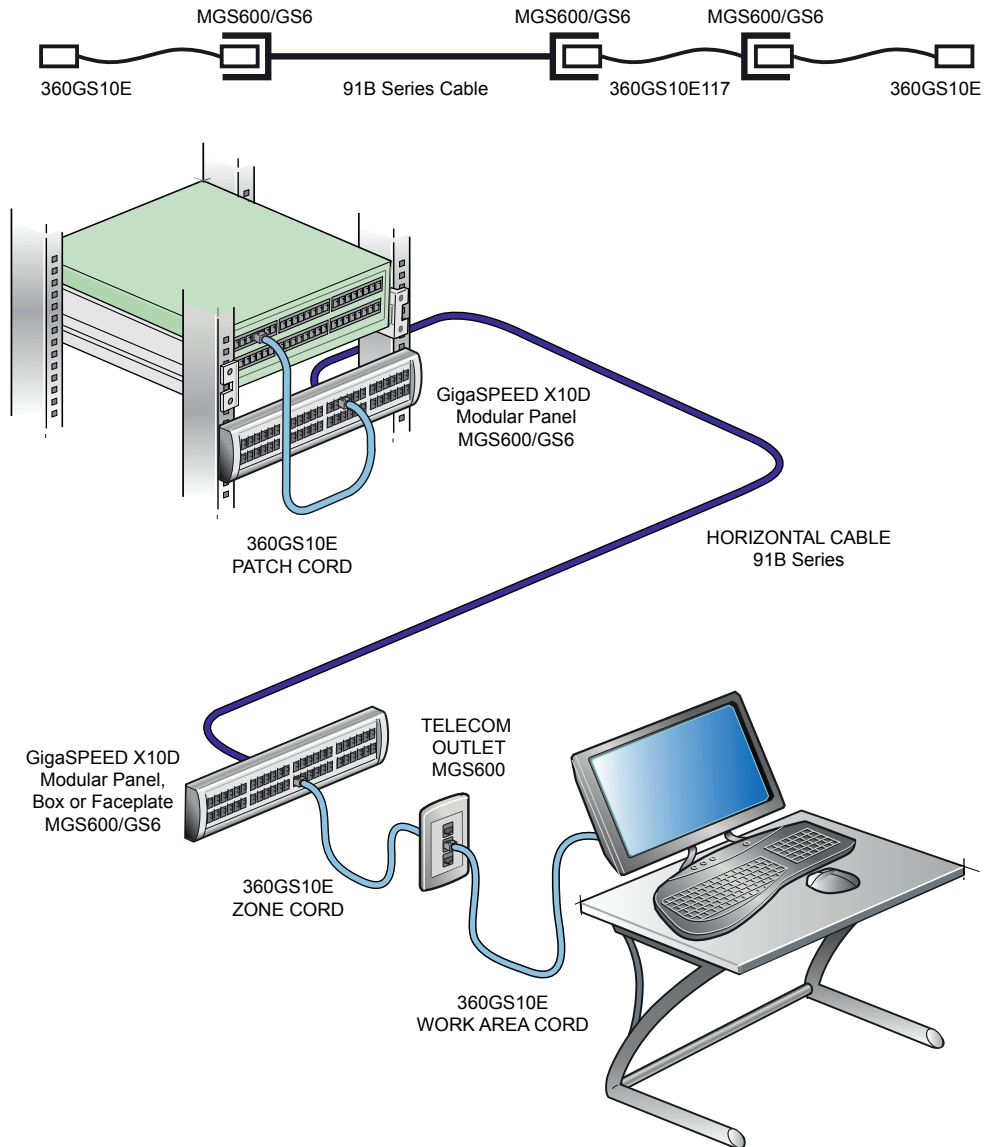 MGS600/GS6
MGS600/GS6
MGS600/GS6
360GS10E
91B Series Cable
360GS10E117
360GS10E
GigaSPEED X10D
Modular Panel
MGS600/GS6
360GS10E
PATCH CORD
HORIZONTAL CABLE
91B Series
GigaSPEED X10D
Modular Panel,
Box or Faceplate
MGS600/GS6
TELECOM
OUTLET
MGS600
360GS10E
ZONE CORD
360GS10E
WORK AREA CORD